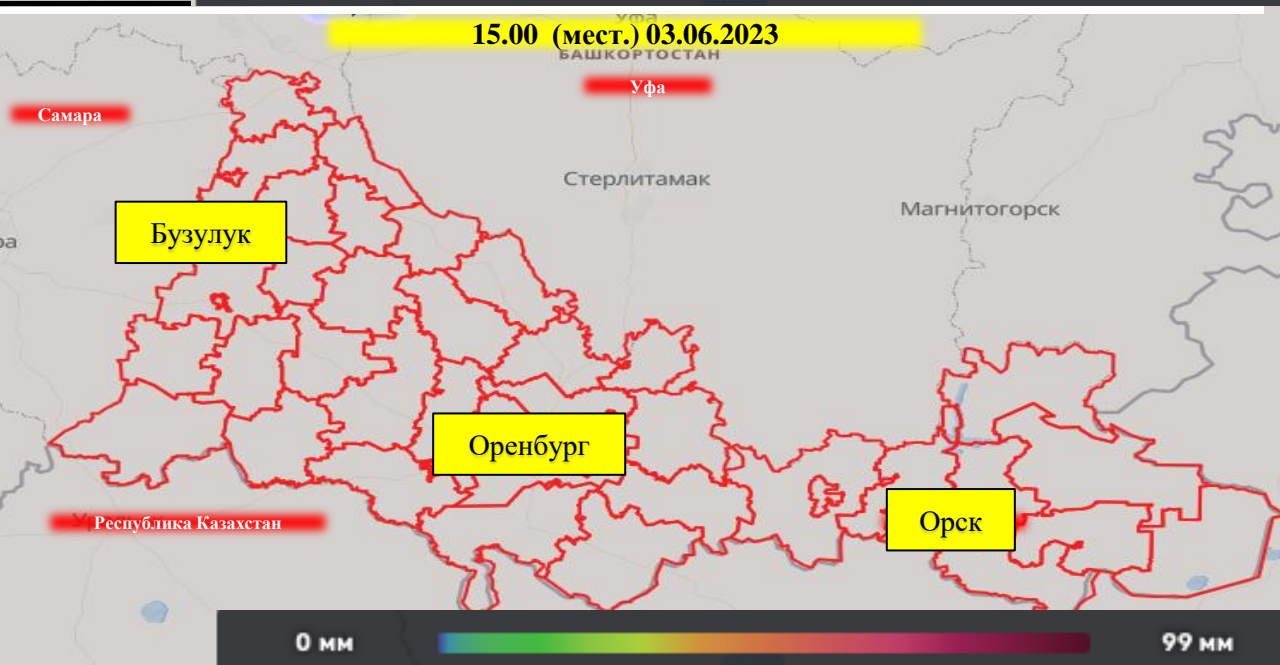 15.00 (мест.) 03.06.2023
БАШКОРТОСТАН
Уфа
Самара
Стерлитамак
Магнитогорск
Бузулук
Оренбург
Орск
Республика Казахстан
0 мм
99 мм